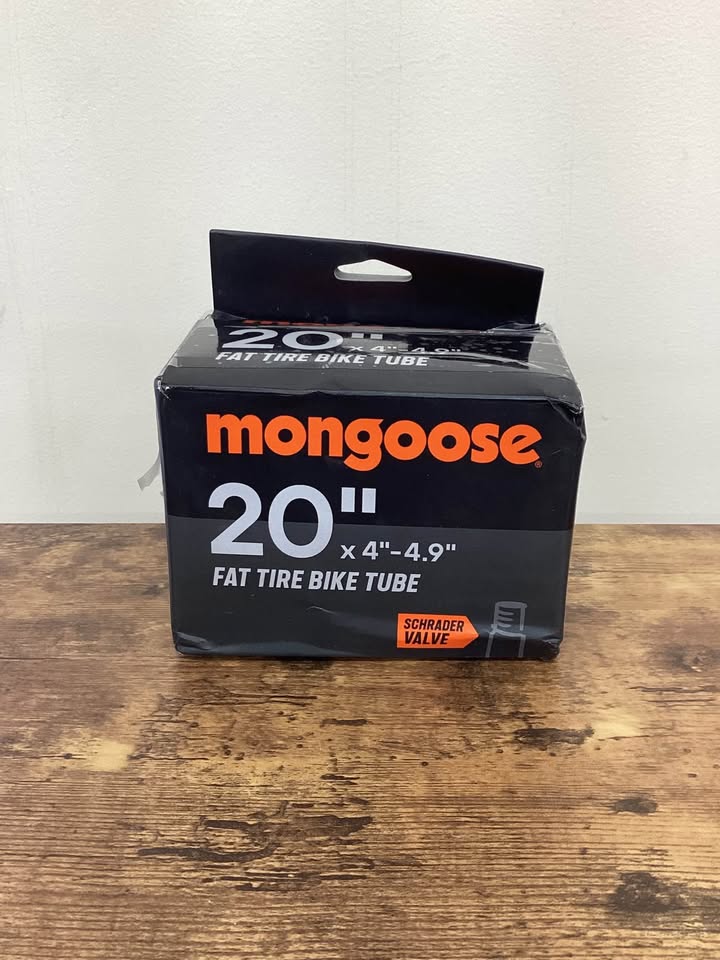 20"
x 4"-4.9"
FAT TIRE BIKE TUBE
mongoose
20"
x 4"-4.9"
FAT TIRE BIKE TUBE
SCHRADER
VALVE